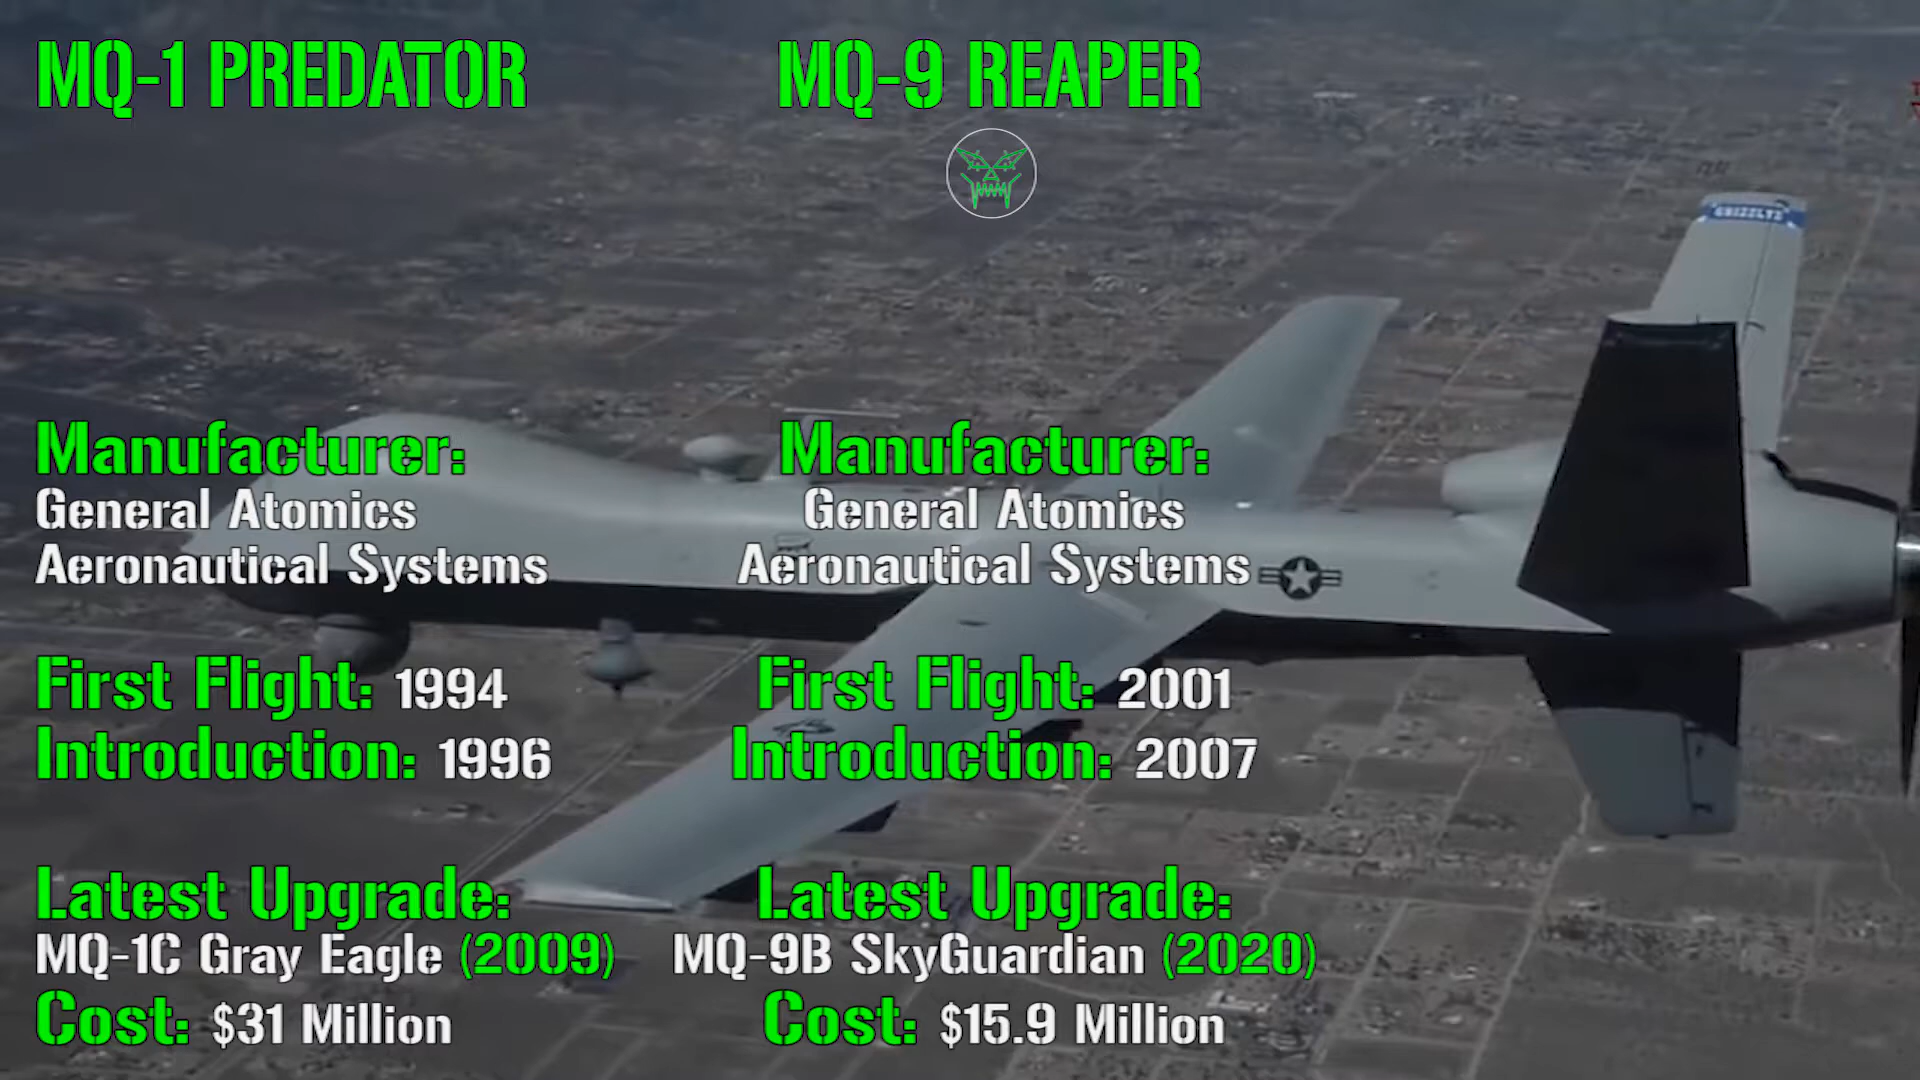 MQ-1 PREDATOR
MQ-9 REAPER
GRIZZLYS
Manufacturer:
General Atomics
Aeronautical Systems
Manufacturer:
General Atomics
Aeronautical Systems
First Flight: 1994
Introduction: 1996
First Flight: 2001
Introduction: 2007
Latest Upgrade:
MQ-1C Gray Eagle (2009)
Cost: $31 Million
Latest Upgrade:
MQ-9B SkyGuardian (2020)
Cost: $15.9 Million